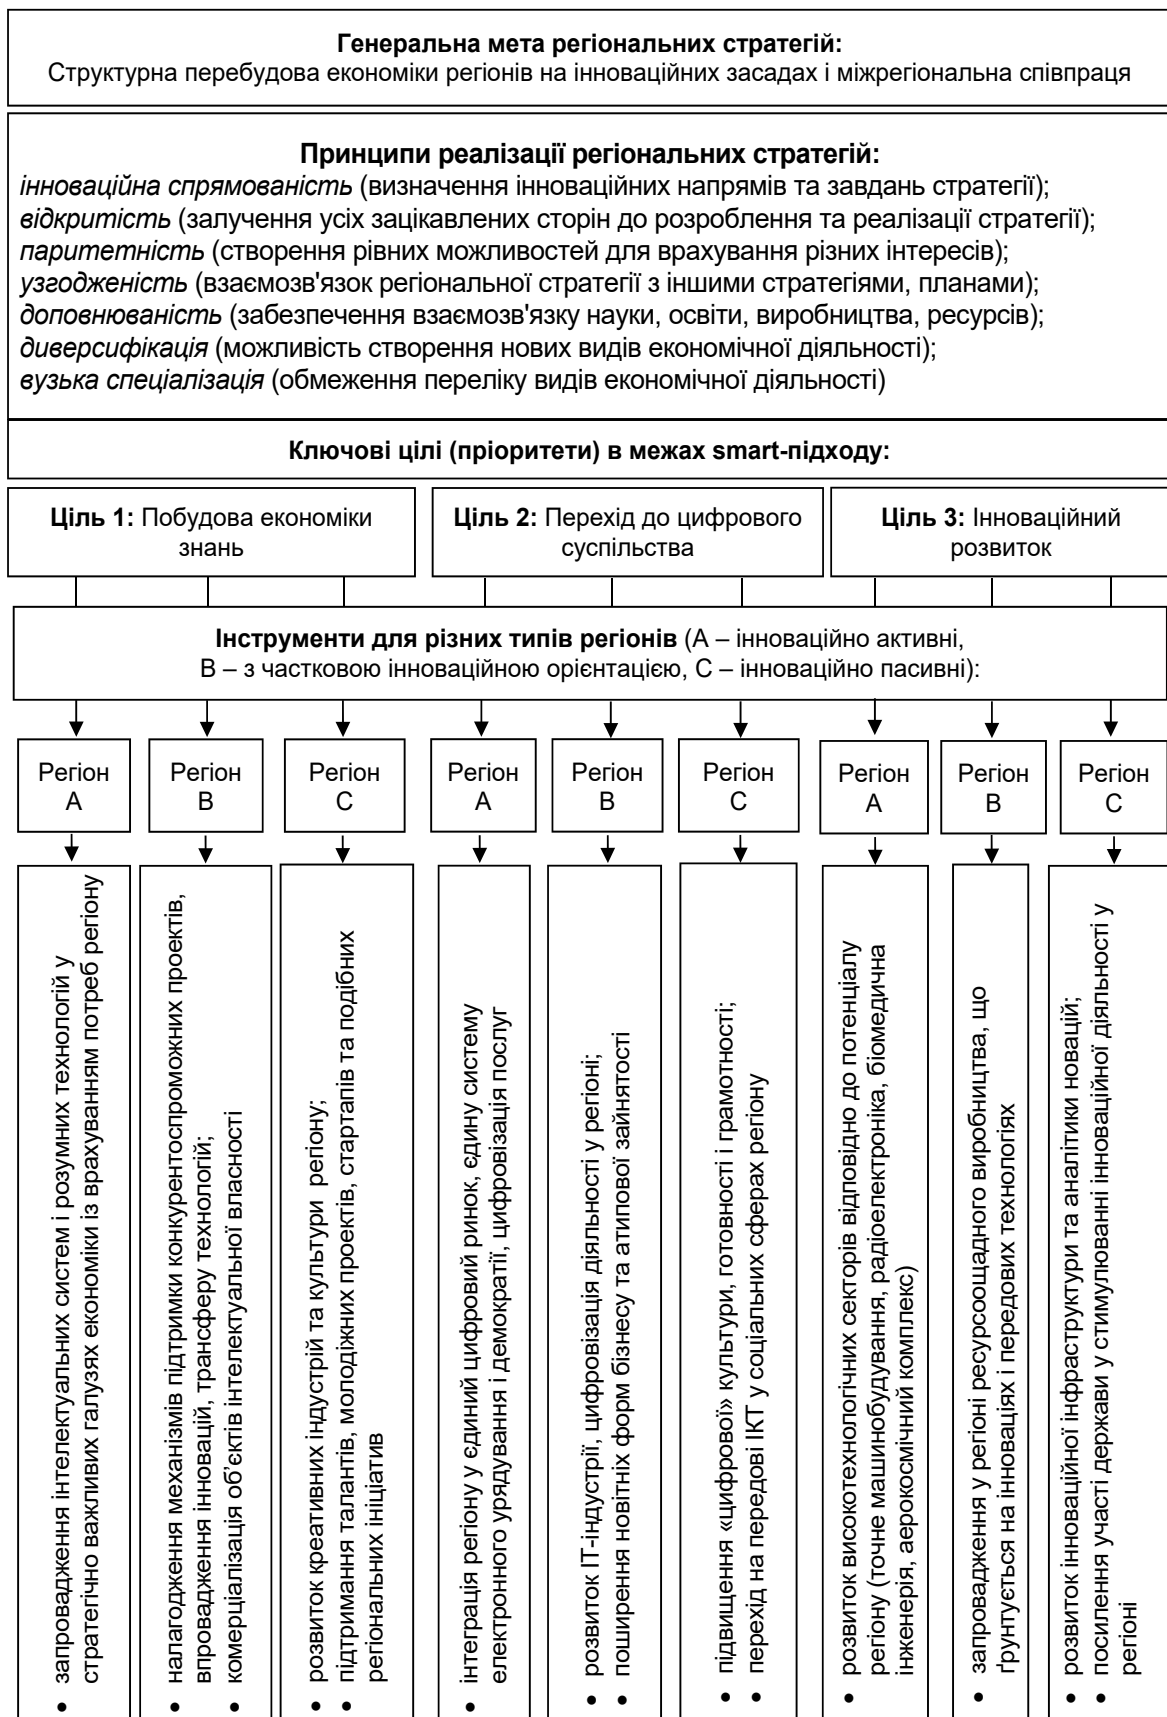 Генеральна мета регіональних стратегій:
Структурна перебудова економіки регіонів на інноваційних засадах і міжрегіональна співпраця
Принципи реалізації регіональних стратегій:
інноваційна спрямованість (визначення інноваційних напрямів та завдань стратегії);
відкритість (залучення усіх зацікавлених сторін до розроблення та реалізації стратегії);
паритетність (створення рівних можливостей для врахування різних інтересів);
узгодженість (взаємозв'язок регіональної стратегії з іншими стратегіями, планами);
доповнюваність (забезпечення взаємозв'язку науки, освіти, виробництва, ресурсів);
диверсифікація (можливість створення нових видів економічної діяльності);
вузька спеціалізація (обмеження переліку видів економічної діяльності)
Ключові цілі (пріоритети) в межах smart-підходу:
Ціль 1: Побудова економіки
знань
Ціль 2: Перехід до цифрового
суспільства
Ціль 3: Інноваційний
розвиток
Інструменти для різних типів регіонів (А – інноваційно активні,
В – з частковою інноваційною орієнтацією, С – інноваційно пасивні):
Регіон
А
Регіон
В
Регіон
С
Регіон
А
Регіон
В
Регіон
С
Регіон
А
Регіон
В
Регіон
С
• запровадження інтелектуальних систем і розумних технологій у
стратегічно важливих галузях економіки із врахуванням потреб регіону
• налагодження механізмів підтримки конкурентоспроможних проектів,
впровадження інновацій, трансферу технологій;
• комерціалізація об’єктів інтелектуальної власності
• розвиток креативних індустрій та культури регіону;
• підтримання талантів, молодіжних проектів, стартапів та подібних
регіональних ініціатив
• інтеграція регіону у єдиний цифровий ринок, єдину систему
електронного урядування і демократії, цифровізація послуг
• розвиток ІТ-індустрії, цифровізація діяльності у регіоні;
• поширення новітніх форм бізнесу та атипової зайнятості
• підвищення «цифрової» культури, готовності і грамотності;
• перехід на передові ІКТ у соціальних сферах регіону
• розвиток високотехнологічних секторів відповідно до потенціалу
регіону (точне машинобудування, радіоелектроніка, біомедична
інженерія, аерокосмічний комплекс)
• запровадження у регіоні ресурсоощадного виробництва, що
ґрунтується на інноваціях і передових технологіях
• розвиток інноваційної інфраструктури та аналітики новацій;
• посилення участі держави у стимулюванні інноваційної діяльності у
регіоні